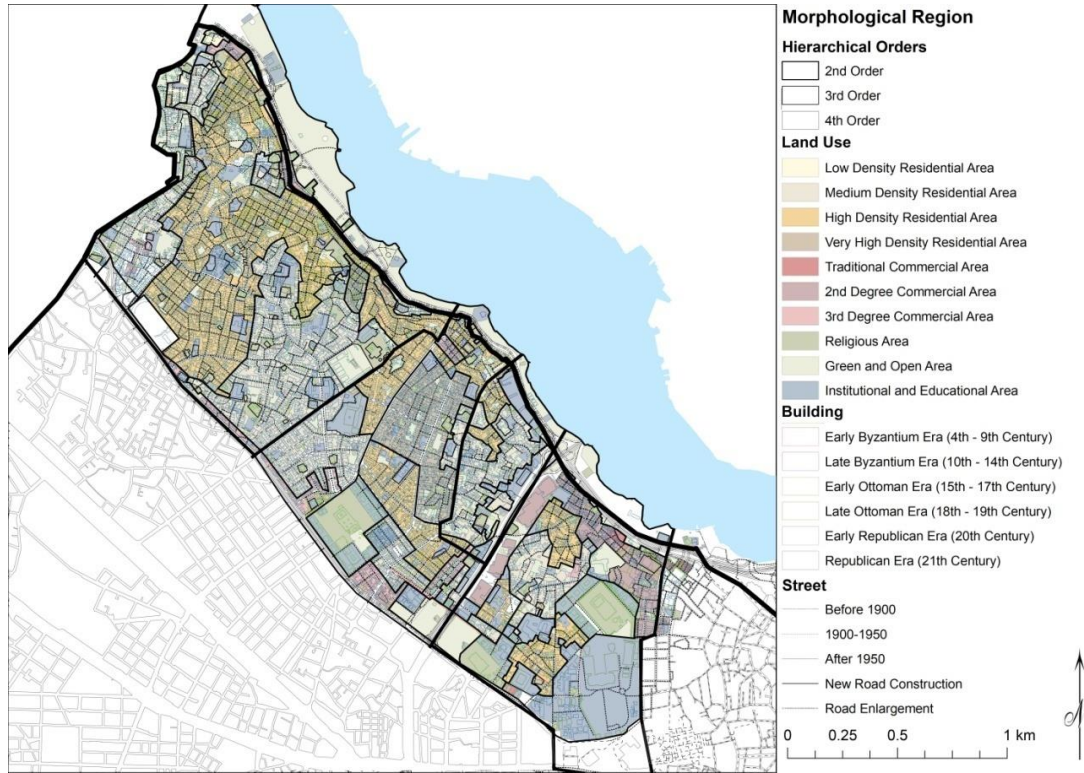 Morphological Region
Hierarchical Orders
2nd Order
3rd Order
4th Order
Land Use
Low Density Residential Area
Medium Density Residential Area
High Density Residential Area
Very High Density Residential Area
Traditional Commercial Area
2nd Degree Commercial Area
3rd Degree Commercial Area
Religious Area
Green and Open Area
Institutional and Educational Area
Building
Early Byzantium Era (4th - 9th Century)
Late Byzantium Era (10th - 14th Century)
Early Ottoman Era (15th - 17th Century)
Late Ottoman Era (18th - 19th Century)
Early Republican Era (20th Century)
Republican Era (21th Century)
Street
Before 1900
1900-1950
After 1950
New Road Construction
Road Enlargement
0 0.25 0.5 1 km